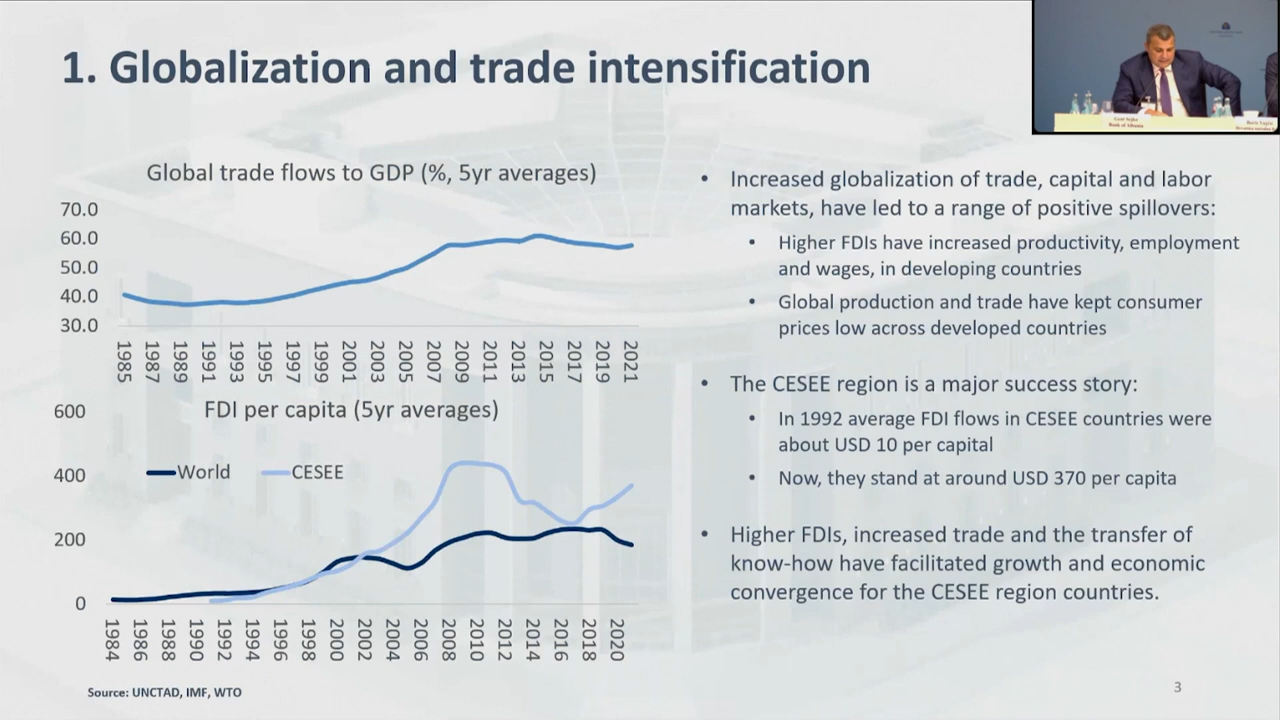 1. Globalization and trade intensification
Global trade flows to GDP (%, 5yr averages)
70.0
60.0
50.0
40.0
30.0
1985 1987 1989 1991 1993 1995 1997 1999 2001 2003 2005 2007 2009 2011 2013 2015 2017 2019 2021
FDI per capita (5yr averages)
600
400
200
0
World CESEE
1984 1986 1988 1990 1992 1994 1996 1998 2000 2002 2004 2006 2008 2010 2012 2014 2016 2018 2020
Source: UNCTAD, IMF, WTO
• Increased globalization of trade, capital and labor
markets, have led to a range of positive spillovers:
• Higher FDIs have increased productivity, employment
and wages, in developing countries
• Global production and trade have kept consumer
prices low across developed countries
• The CESEE region is a major success story:
• In 1992 average FDI flows in CESEE countries were
about USD 10 per capital
• Now, they stand at around USD 370 per capita
• Higher FDIs, increased trade and the transfer of
know-how have facilitated growth and economic
convergence for the CESEE region countries.
3
Gent Sejko
Bank of Albania